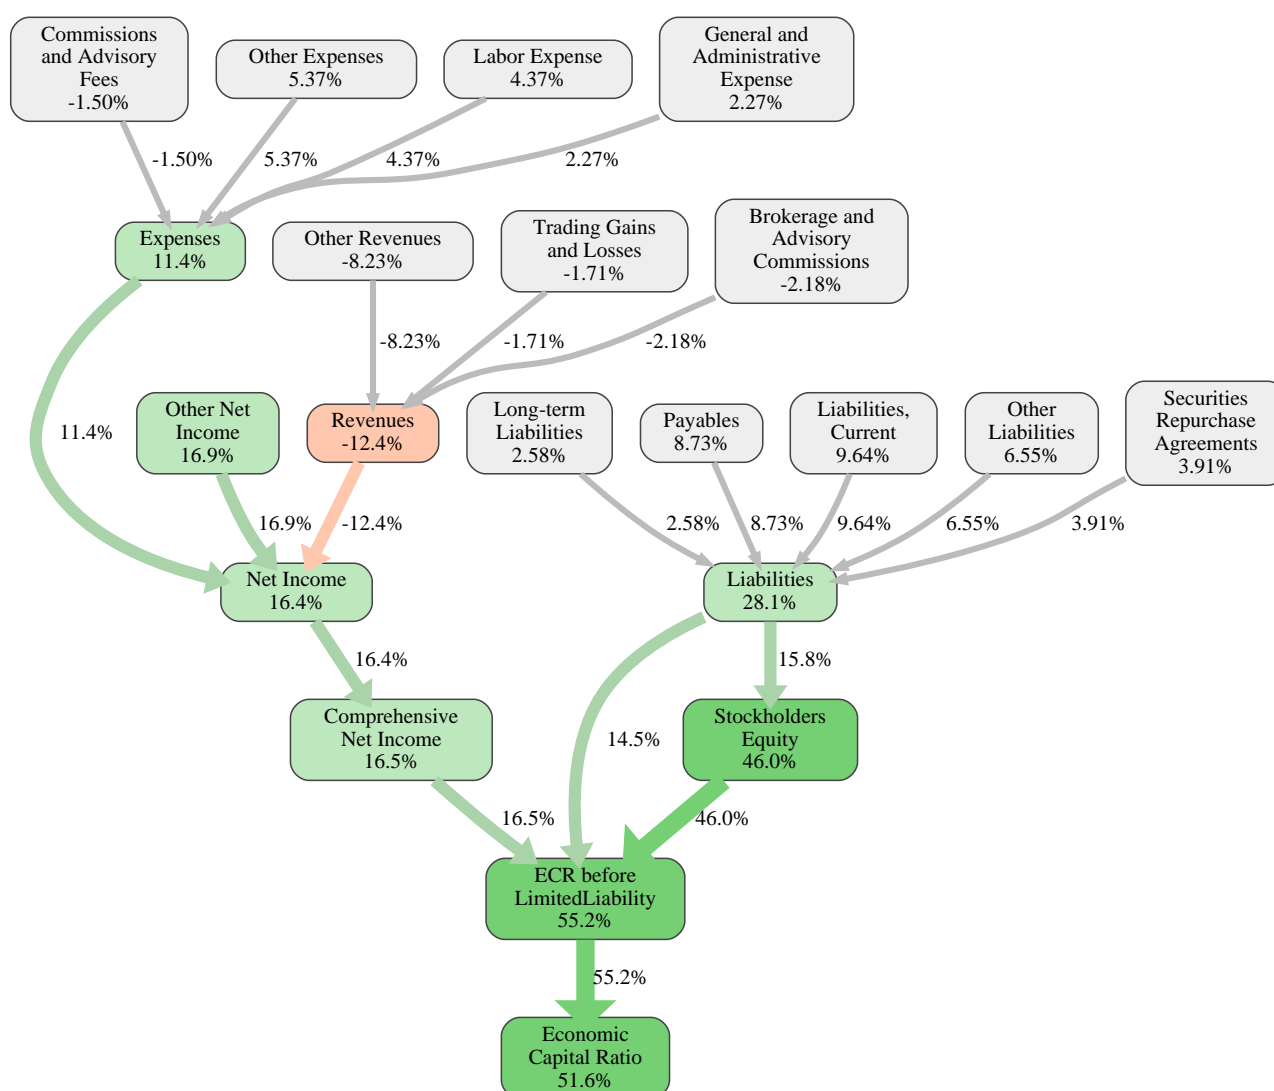 Commissions
and Advisory
Fees
-1.50%
Other Expenses
5.37%
Labor Expense
4.37%
General and
Administrative
Expense
2.27%
-1.50%
5.37%
4.37%
2.27%
Expenses
11.4%
Other Revenues
-8.23%
Trading Gains
and Losses
-1.71%
Brokerage and
Advisory
Commissions
-2.18%
-8.23%
-1.71%
-2.18%
11.4%
Other Net
Income
16.9%
Revenues
-12.4%
Long-term
Liabilities
2.58%
Payables
8.73%
Liabilities,
Current
9.64%
Other
Liabilities
6.55%
Securities
Repurchase
Agreements
3.91%
16.9%
-12.4%
2.58%
8.73%
9.64%
6.55%
3.91%
Net Income
16.4%
Liabilities
28.1%
16.4%
15.8%
Comprehensive
Net Income
16.5%
14.5%
Stockholders
Equity
46.0%
16.5%
46.0%
ECR before
LimitedLiability
55.2%
55.2%
Economic
Capital Ratio
51.6%